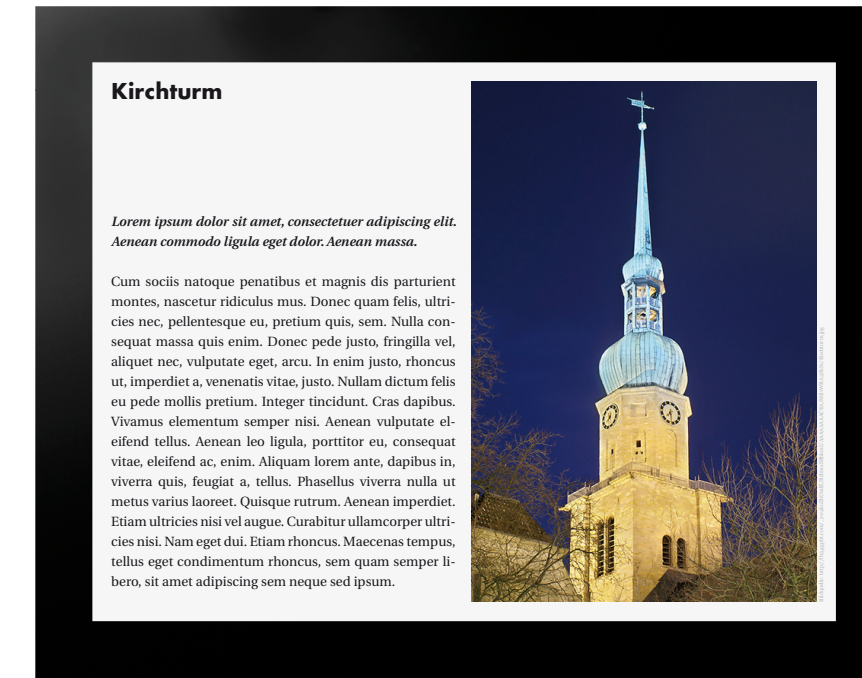 Kirchturm
Lorem ipsum dolor sit amet, consectetuer adipiscing elit.
Aenean commodo ligula eget dolor. Aenean massa.
Cum sociis natoque penatibus et magnis dis parturient
montes, nascetur ridiculus mus. Donec quam felis, ultri-
cies nec, pellentesque eu, pretium quis, sem. Nulla con-
sequat massa quis enim. Donec pede justo, fringilla vel,
aliquet nec, vulputate eget, arcu. In enim justo, rhoncus
ut, imperdiet a, venenatis vitae, justo. Nullam dictum felis
eu pede mollis pretium. Integer tincidunt. Cras dapibus.
Vivamus elementum semper nisi. Aenean vulputate el-
eifend tellus. Aenean leo ligula, porttitor eu, consequat
vitae, eleifend ac, enim. Aliquam lorem ante, dapibus in,
viverra quis, feugiat a, tellus. Phasellus viverra nulla ut
metus varius laoreet. Quisque rutrum. Aenean imperdiet.
Etiam ultricies nisi vel augue. Curabitur ullamcorper ultri-
cies nisi. Nam eget dui. Etiam rhoncus. Maecenas tempus,
tellus eget condimentum rhoncus, sem quam semper li-
bero, sit amet adipiscing sem neque sed ipsum.